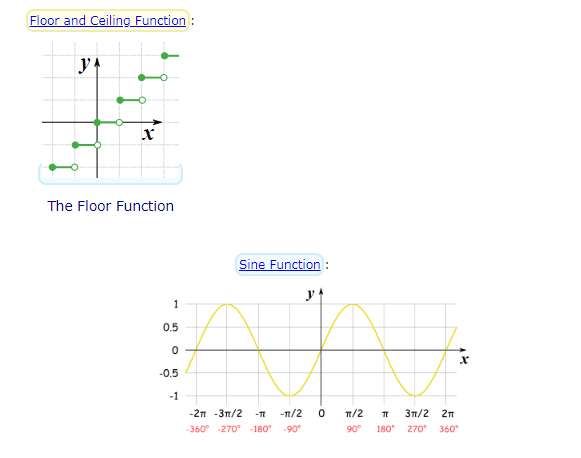 Floor and Ceiling Function :
y
x
The Floor Function
Sine Function :
y
1
0.5
0
x
-0.5
-1
-2π -3π/2 -π -π/2 0 π/2 π 3π/2 2π
-360° -270° -180° -90° 90° 180° 270° 360°